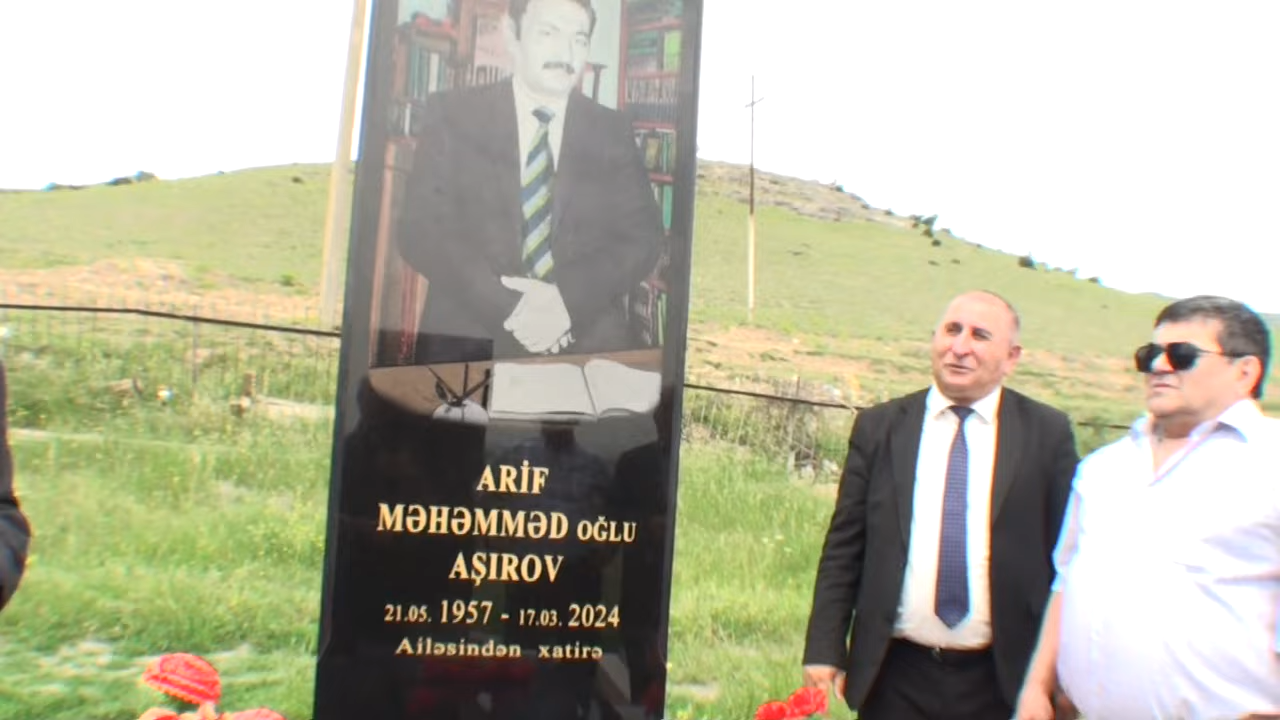 ARİF
MƏHƏMMƏD OĞLU
AŞIROV
21.05. 1957 - 17.03. 2024
Ailəsindən xatirə